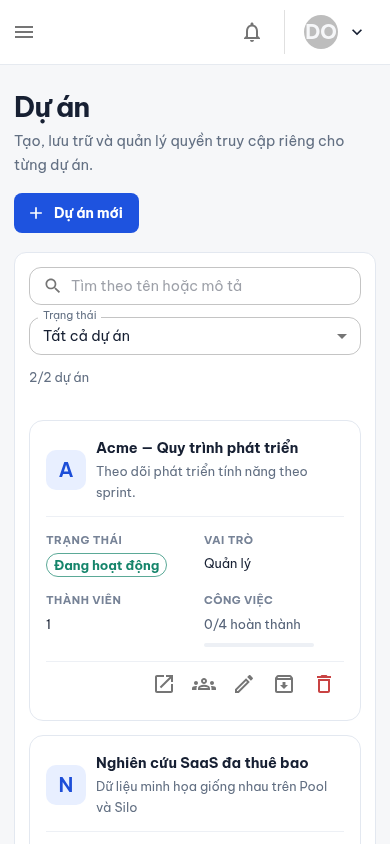 DO
Dự án
Tạo, lưu trữ và quản lý quyền truy cập riêng cho
từng dự án.
Dự án mới
Tìm theo tên hoặc mô tả
Trạng thái
Tất cả dự án
2/2 dự án
A
Acme — Quy trình phát triển
Theo dõi phát triển tính năng theo
sprint.
TRẠNG THÁI
VAI TRÒ
Đang hoạt động
Quản lý
THÀNH VIÊN
CÔNG VIỆC
1
0/4 hoàn thành
N
Nghiên cứu SaaS đa thuê bao
Dữ liệu minh họa giống nhau trên Pool
và Silo